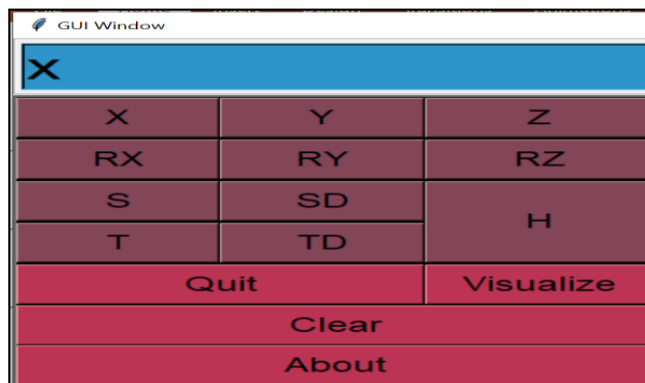 GUI Window
x
X Y Z
RX RY RZ
S SD
H
T TD
Quit Visualize
Clear
About